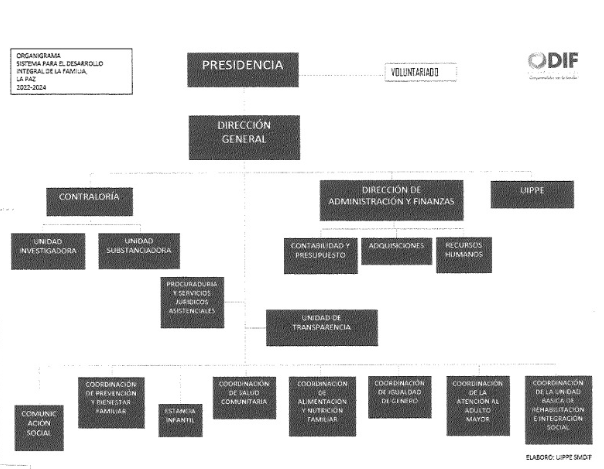 ORGANIGRAMA
SISTEMA PARA EL DESARROLLO
INTEGRAL DE LA FAMILIA,
LA PAZ
2022-2024
PRESIDENCIA
VOLUNTARIADO
DIF
DIRECCIÓN
GENERAL
CONTRALORÍA
DIRECCIÓN DE
ADMINISTRACIÓN Y FINANZAS
UIPPE
UNIDAD
INVESTIGADORA
UNIDAD
SUBSTANCIADORA
CONTABILIDAD Y
PRESUPUESTO
ADQUISICIONES
RECURSOS
HUMANOS
PROCURADURIA
Y SERVICIOS
JURÍDICOS
ASISTENCIALES
UNIDAD DE
TRANSPARENCIA
COMUNIC
ACIÓN
SOCIAL
COORDINACIÓN
DE PREVENCIÓN
Y BIENESTAR
FAMILIAR
ESTANCIA
INFANTIL
COORDINACIÓN
DE SALUD
COMUNITARIA
COORDINACIÓN
DE
ALIMENTACIÓN
Y NUTRICIÓN
FAMILIAR
COORDINACIÓN
DE IGUALDAD DE
GENERO
COORDINACIÓN
DE LA
ATENCIÓN AL
ADULTO
MAYOR
COORDINACIÓN
DE LA UNIDAD
BASICA DE
REHABILITACIÓN
E INTEGRACIÓN
SOCIAL
ELABORO: UIPPE SMDIF